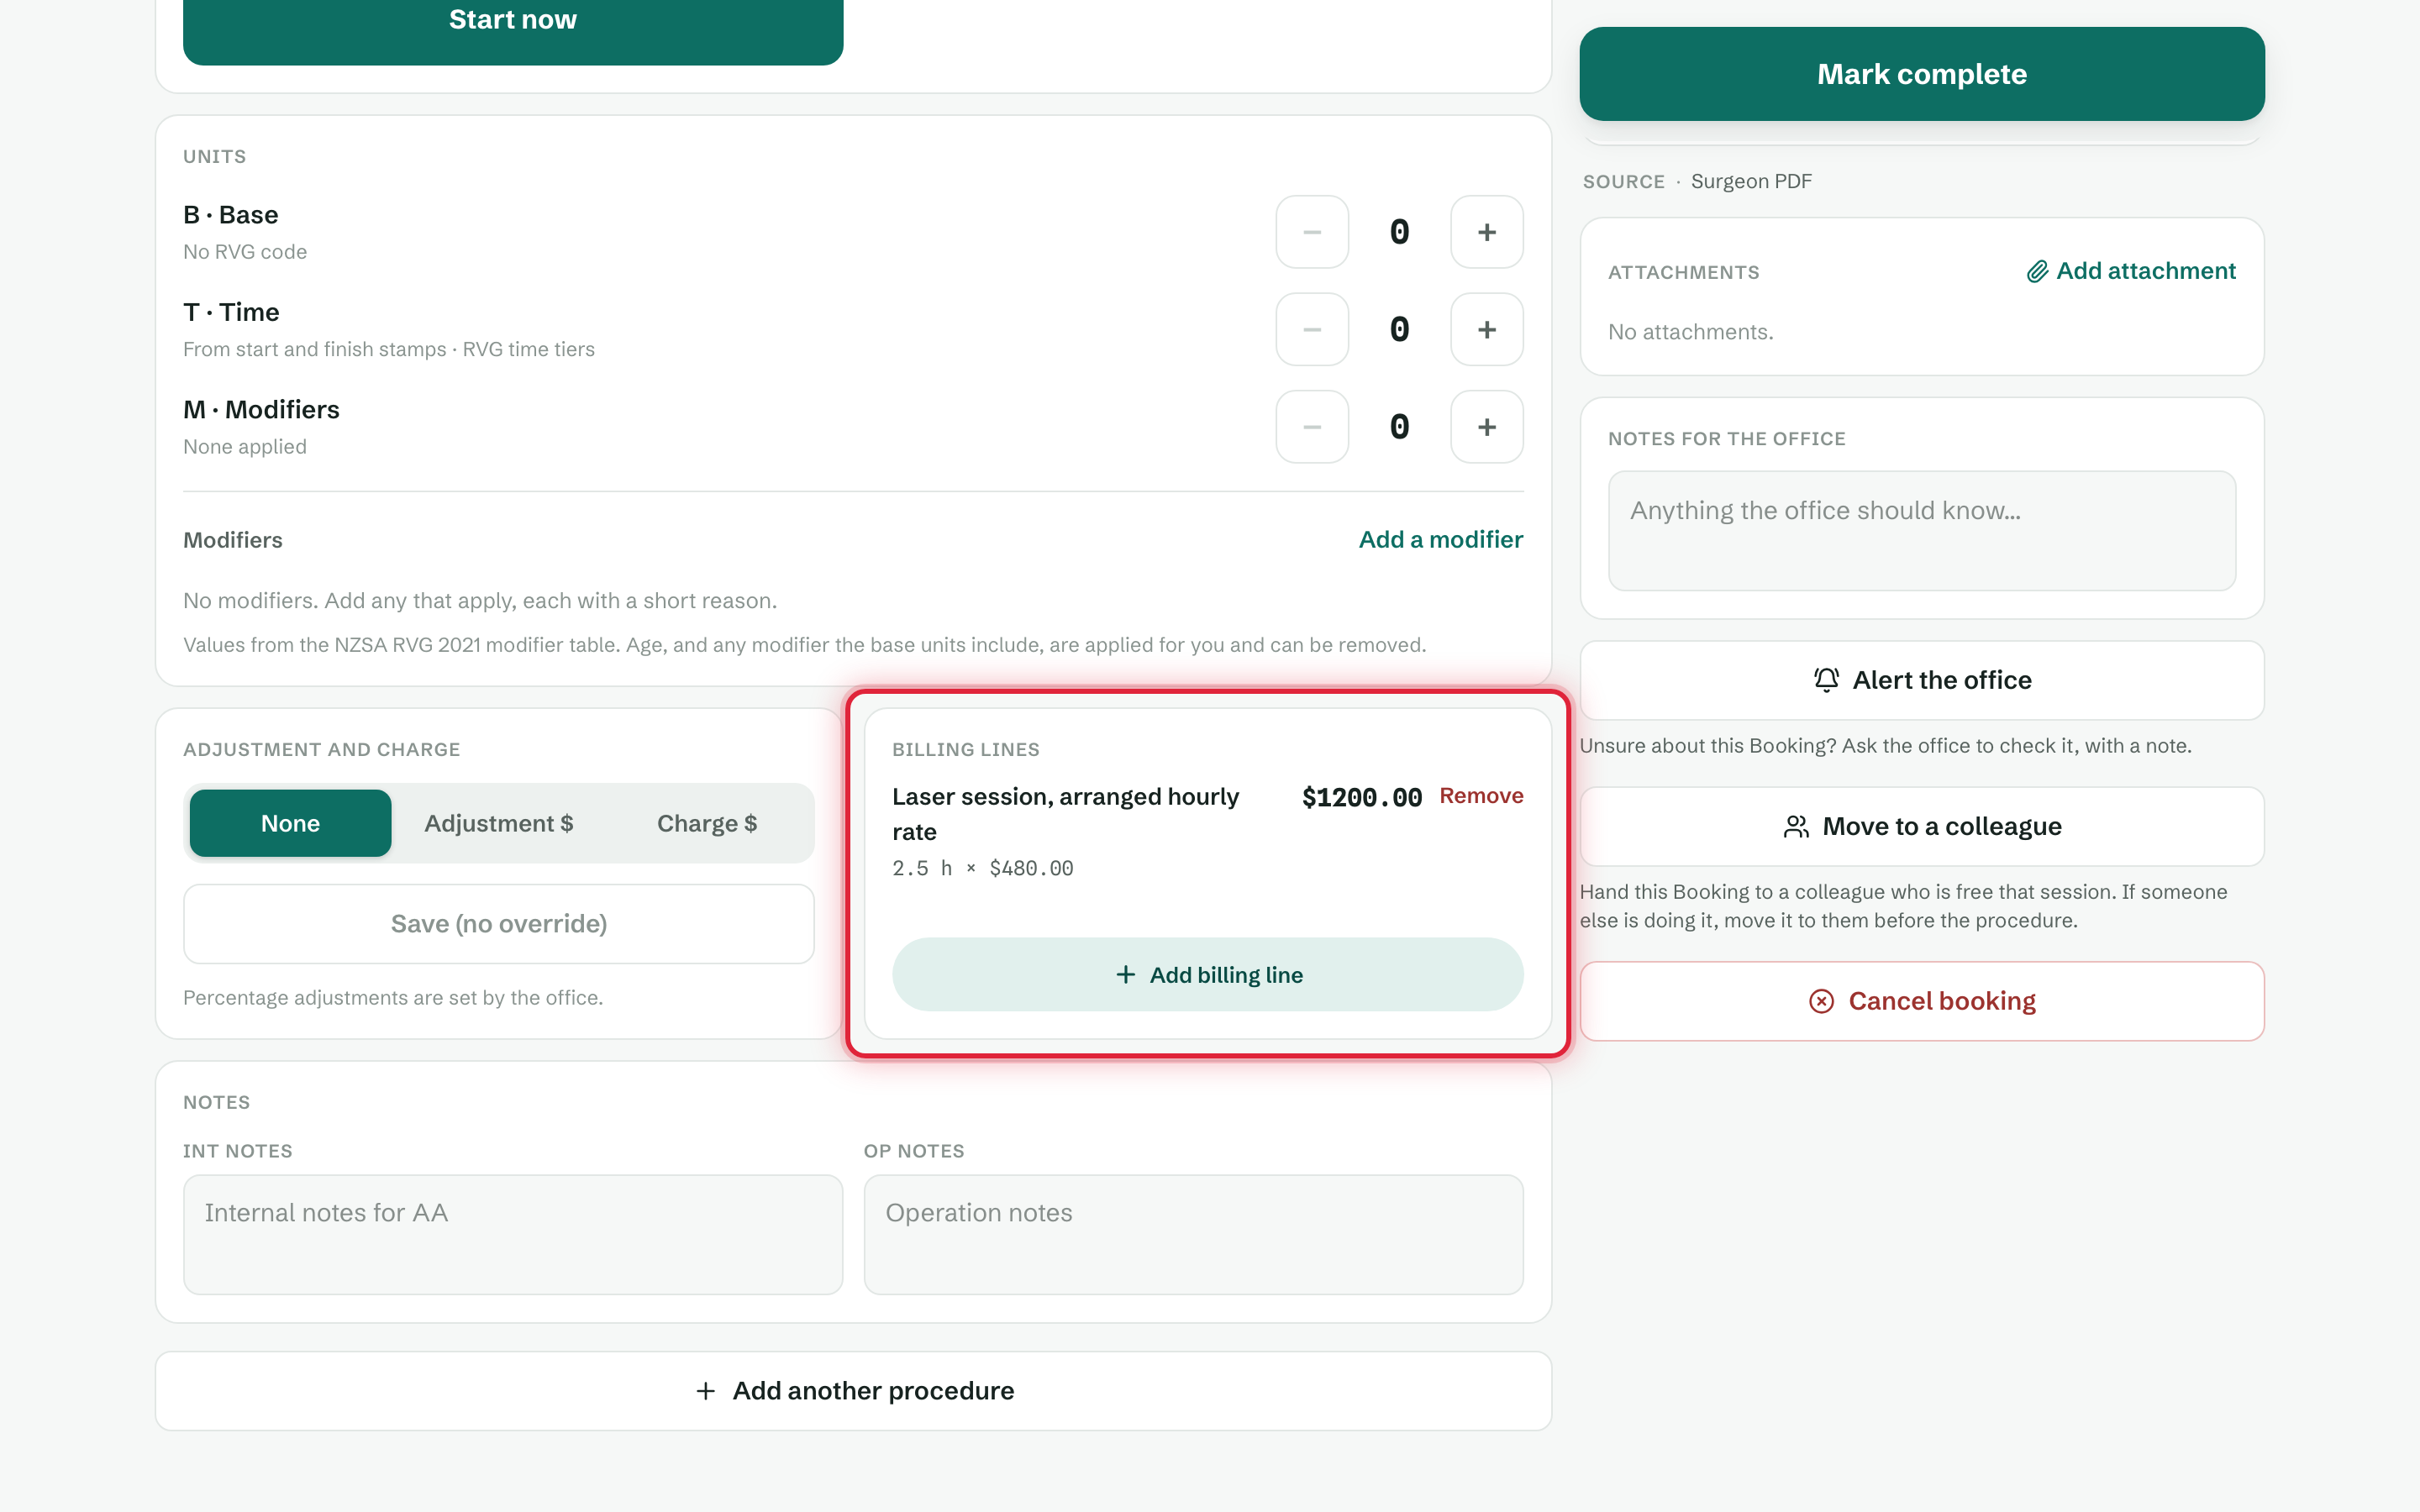 Start now
UNITS
B · Base
No RVG code
− 0 +
T · Time
From start and finish stamps · RVG time tiers
− 0 +
M · Modifiers
None applied
− 0 +
Modifiers
Add a modifier
No modifiers. Add any that apply, each with a short reason.
Values from the NZSA RVG 2021 modifier table. Age, and any modifier the base units include, are applied for you and can be removed.
ADJUSTMENT AND CHARGE
None
Adjustment $
Charge $
Save (no override)
Percentage adjustments are set by the office.
BILLING LINES
Laser session, arranged hourly
rate
$1200.00 Remove
2.5 h × $480.00
+ Add billing line
NOTES
INT NOTES
Internal notes for AA
OP NOTES
Operation notes
+ Add another procedure
Mark complete
SOURCE · Surgeon PDF
ATTACHMENTS
Add attachment
No attachments.
NOTES FOR THE OFFICE
Anything the office should know...
Alert the office
Unsure about this Booking? Ask the office to check it, with a note.
Move to a colleague
Hand this Booking to a colleague who is free that session. If someone
else is doing it, move it to them before the procedure.
Cancel booking